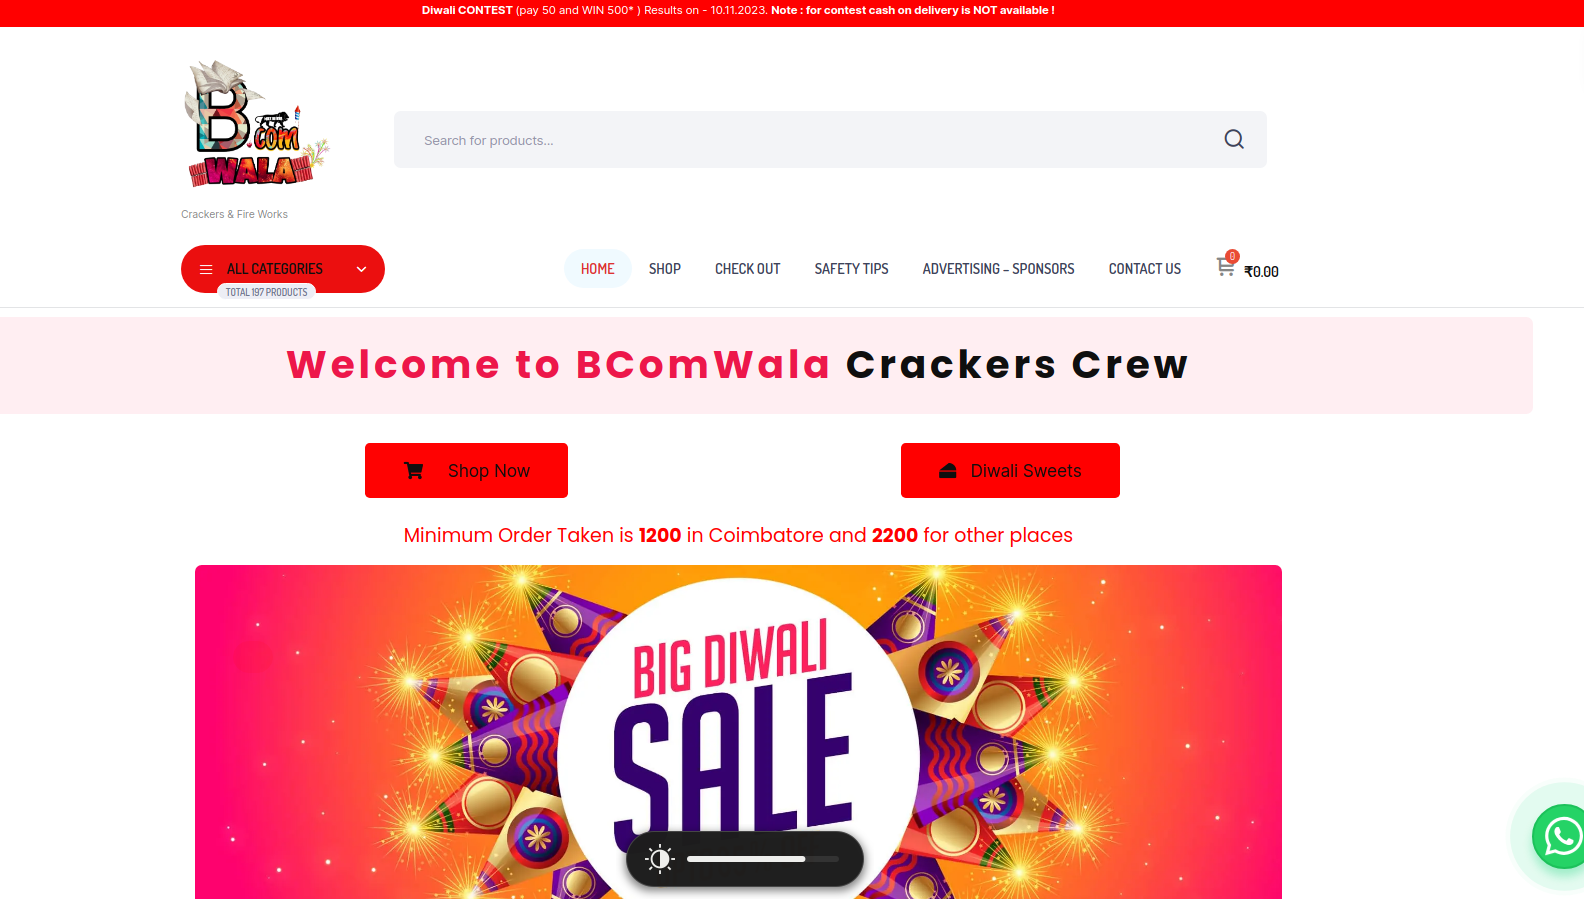 Diwali CONTEST (pay 50 and WIN 500* ) Results on - 10.11.2023. Note : for contest cash on delivery is NOT available !
B.com
WALA
Search for products...
Crackers & Fire Works
ALL CATEGORIES
TOTAL 197 PRODUCTS
HOME SHOP CHECK OUT SAFETY TIPS ADVERTISING – SPONSORS CONTACT US 0 ₹0.00
Welcome to BComWala Crackers Crew
Shop Now Diwali Sweets
Minimum Order Taken is 1200 in Coimbatore and 2200 for other places
BIG DIWALI
SALE